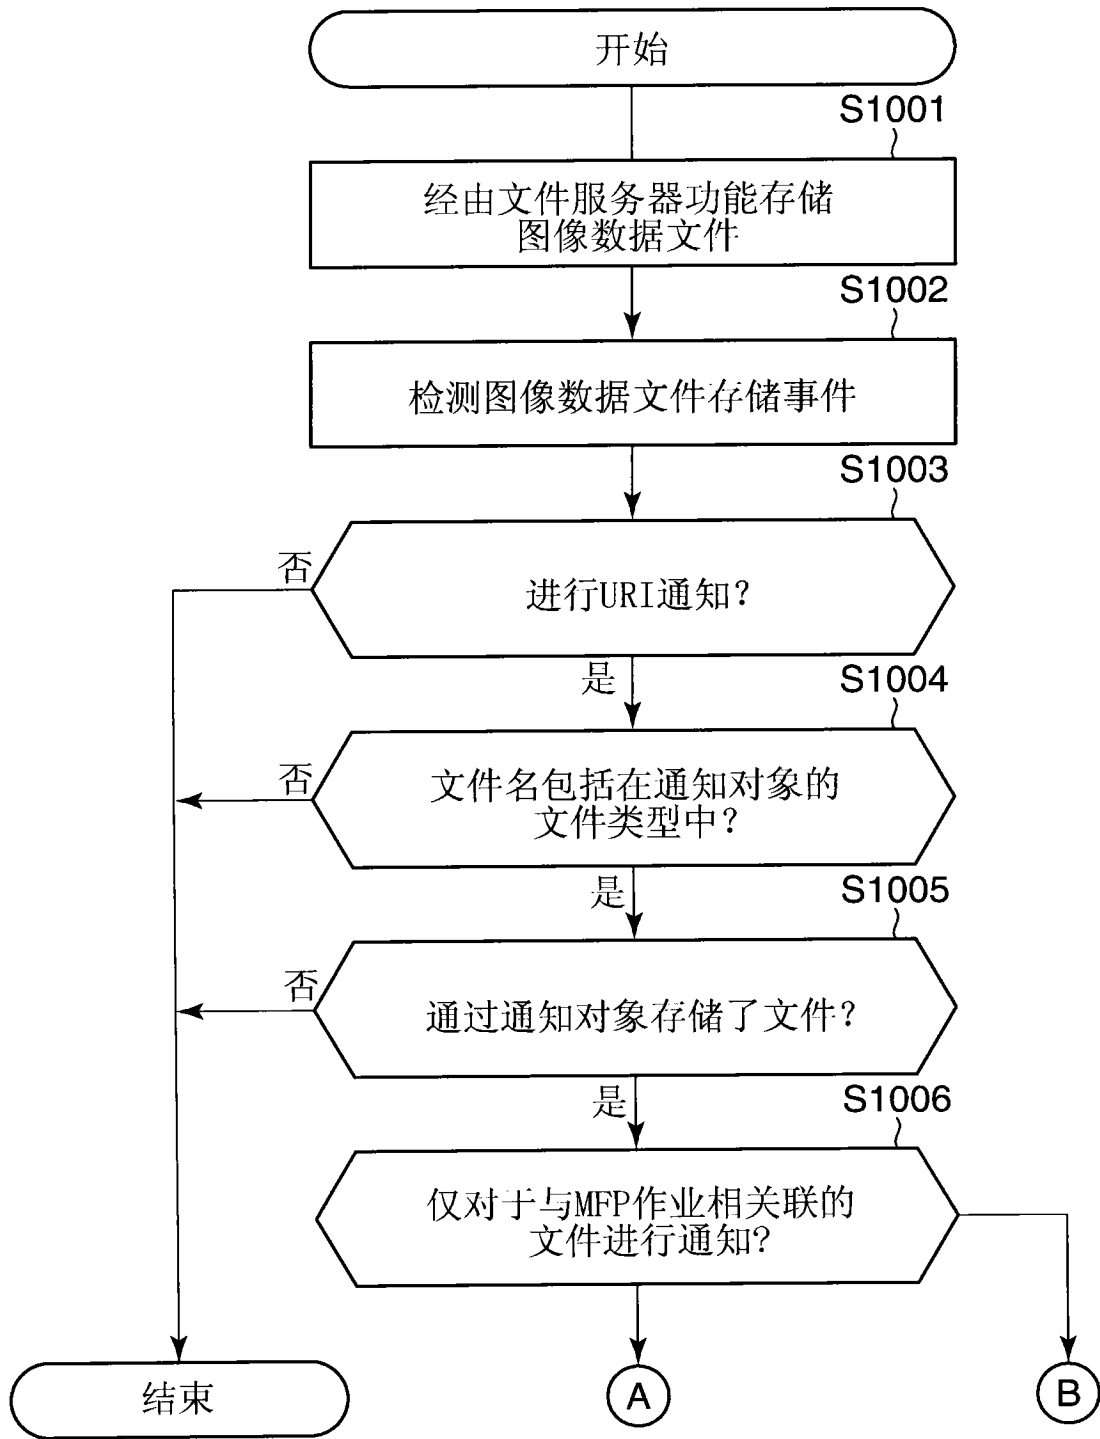 开始
S1001
经由文件服务器功能存储
图像数据文件
S1002
检测图像数据文件存储事件
S1003
否
进行URI通知?
是
S1004
否
文件名包括在通知对象的
文件类型中?
是
S1005
否
通过通知对象存储了文件?
是
S1006
仅对于与MFP作业相关联的
文件进行通知?
结束
A
B